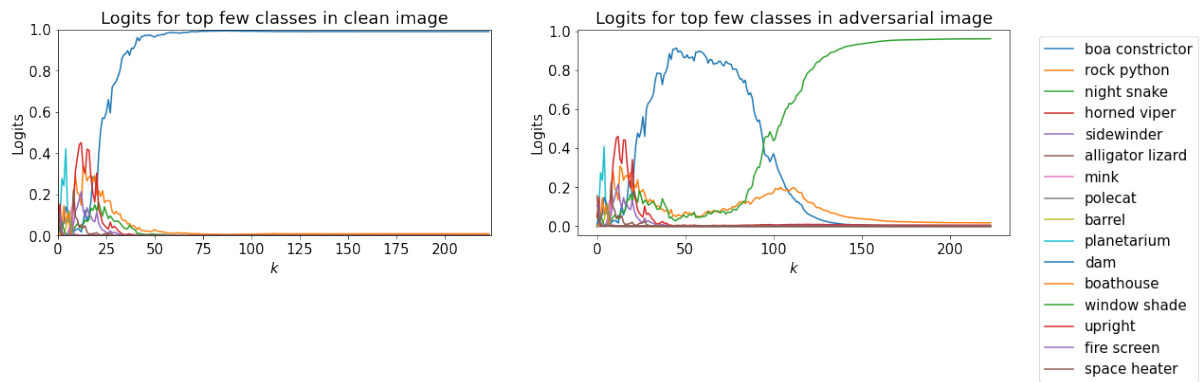 Logits for top few classes in clean image
1.0
0.8
0.6
0.4
0.2
0.0
Logits
0 25 50 75 100 125 150 175 200
k
Logits for top few classes in adversarial image
1.0
0.8
0.6
0.4
0.2
0.0
Logits
0 50 100 150 200
k
boa constrictor
rock python
night snake
horned viper
sidewinder
alligator lizard
mink
polecat
barrel
planetarium
dam
boathouse
window shade
upright
fire screen
space heater